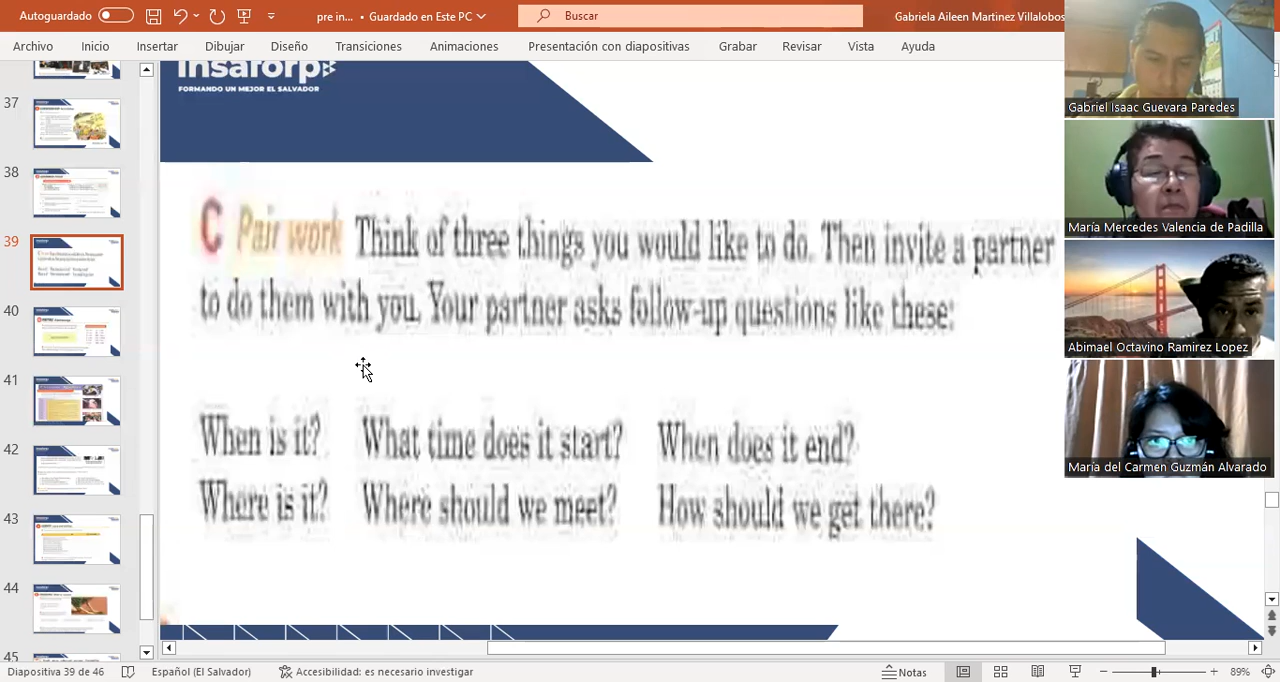 Autoguardado
pre in... • Guardado en Este PC
Buscar
Gabriela Aileen Martinez Villalobos
Archivo Inicio Insertar Dibujar Diseño Transiciones Animaciones Presentación con diapositivas Grabar Revisar Vista Ayuda
Insaforp
FORMANDO UN MEJOR EL SALVADOR
37
38
39
40
41
42
43
44
45
C Pair work Think of three things you would like to do. Then invite a partner
to do them with you. Your partner asks follow-up questions like these:
When is it? What time does it start? When does it end?
Where is it? Where should we meet? How should we get there?
Gabriel Isaac Guevara Paredes
María Mercedes Valencia de Padilla
Abimael Octavino Ramirez Lopez
María del Carmen Guzmán Alvarado
Diapositiva 39 de 46 Español (El Salvador) Accesibilidad: es necesario investigar Notas 89%